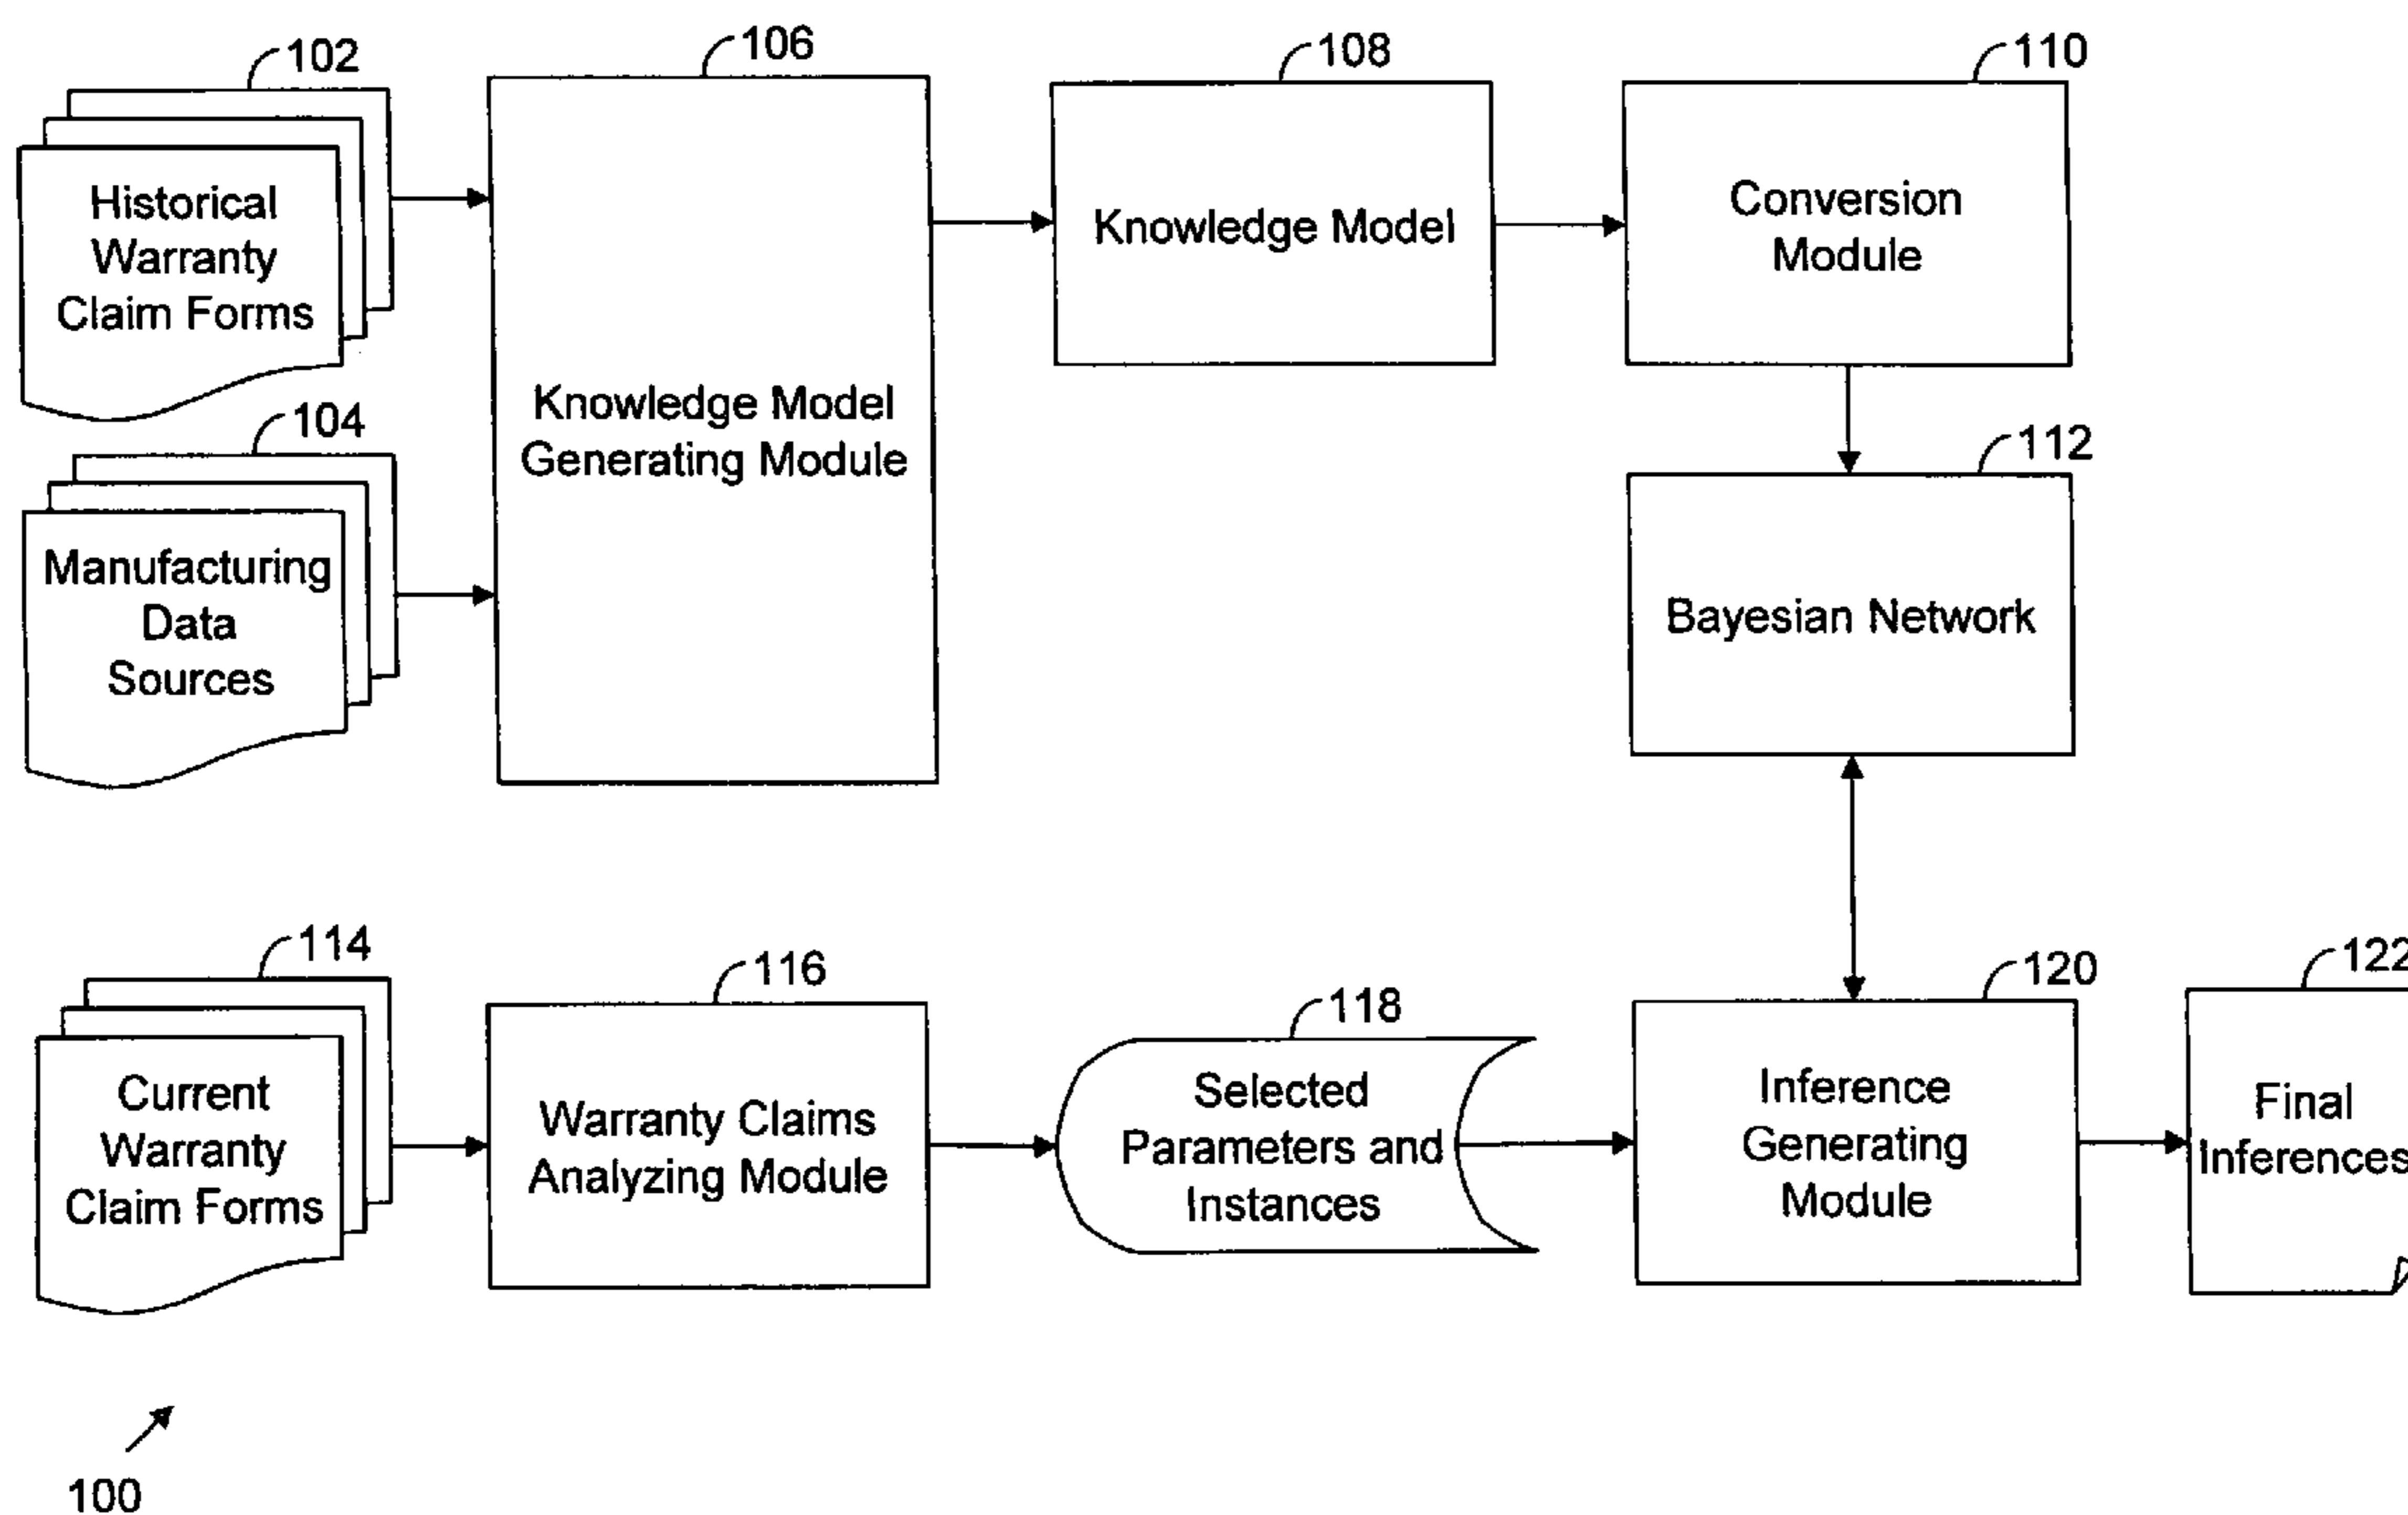 102
Historical
Warranty
Claim Forms
104
Manufacturing
Data
Sources
106
Knowledge Model
Generating Module
108
Knowledge Model
110
Conversion
Module
112
Bayesian Network
114
Current
Warranty
Claim Forms
116
Warranty Claims
Analyzing Module
118
Selected
Parameters and
Instances
120
Inference
Generating
Module
122
Final
Inferences
100